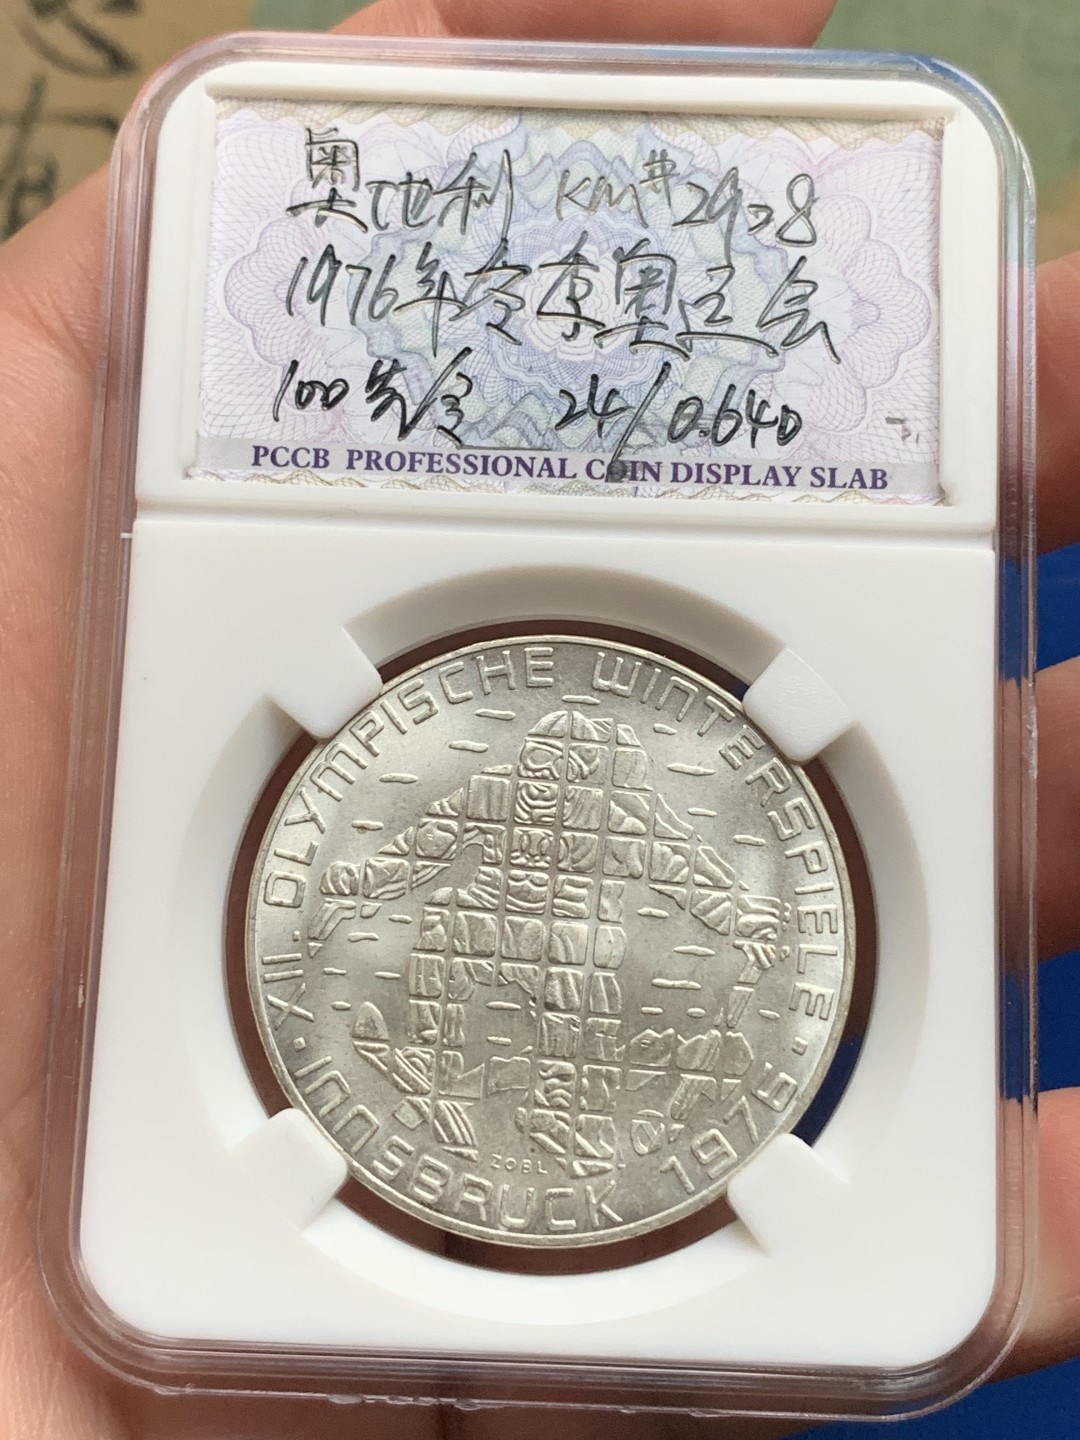 奥地利 KM#2928
1976年冬季奥运会
100先令 24/0.640
PCCB PROFESSIONAL COIN DISPLAY SLAB
XII. OLYMPISCHE WINTERSPIELE · INNSBRUCK 1976 ·
ZOBL